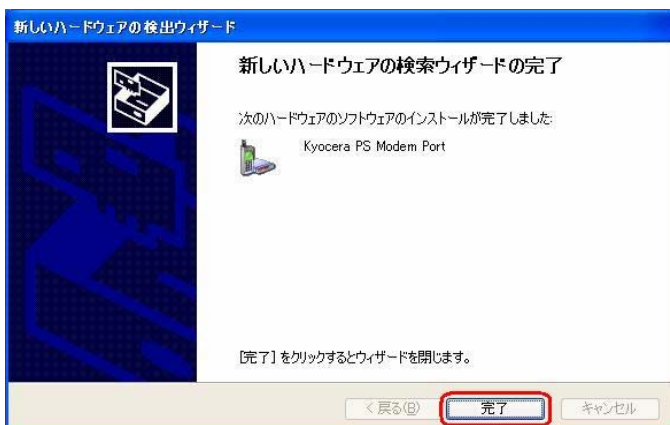 新しいハードウェアの検出ウィザード
新しいハードウェアの検索ウィザードの完了
次のハードウェアのソフトウェアのインストールが完了しました:
Kyocera PS Modem Port
[完了] をクリックするとウィザードを閉じます。
< 戻る(B)
完了
キャンセル